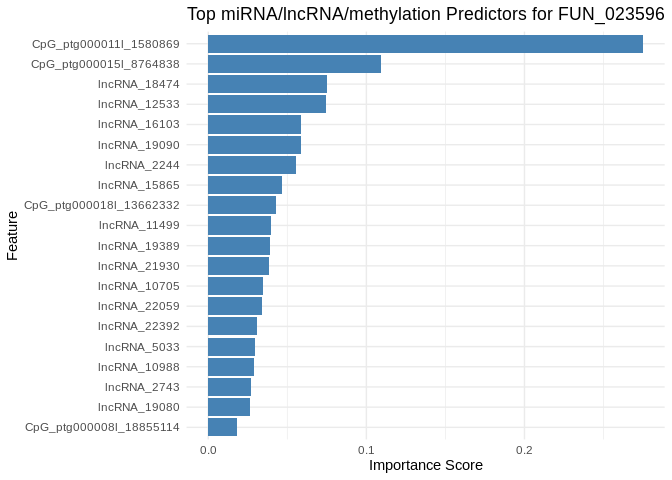 Top miRNA/lncRNA/methylation Predictors for FUN_023596
CpG_ptg000011l_1580869
CpG_ptg000015l_8764838
lncRNA_18474
lncRNA_12533
lncRNA_16103
lncRNA_19090
lncRNA_2244
lncRNA_15865
CpG_ptg000018l_13662332
lncRNA_11499
lncRNA_19389
lncRNA_21930
lncRNA_10705
lncRNA_22059
lncRNA_22392
lncRNA_5033
lncRNA_10988
lncRNA_2743
lncRNA_19080
CpG_ptg000008l_18855114
Feature
0.0 0.1 0.2
Importance Score